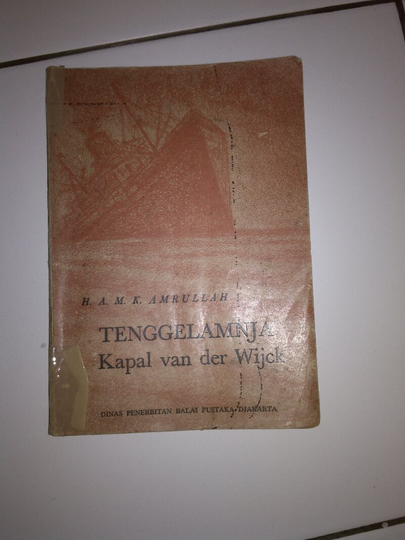 H. A. M. K. AMRULLAH
TENGGELAMNJA
Kapal van der Wijck
DINAS PENERBITAN BALAI PUSTAKA DJAKARTA